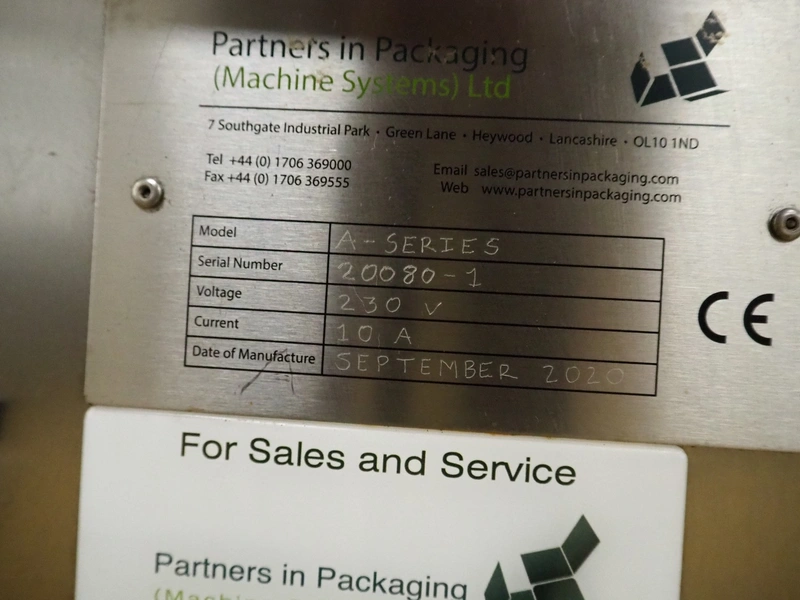 Partners in Packaging
(Machine Systems) Ltd
7 Southgate Industrial Park · Green Lane · Heywood · Lancashire · OL10 1ND
Tel +44 (0) 1706 369000
Fax +44 (0) 1706 369555
Email sales@partnersinpackaging.com
Web www.partnersinpackaging.com
Model A-SERIES
Serial Number 20080-1
Voltage 230 V
Current 10 A
Date of Manufacture SEPTEMBER 2020
CE
For Sales and Service
Partners in Packaging
(Machine